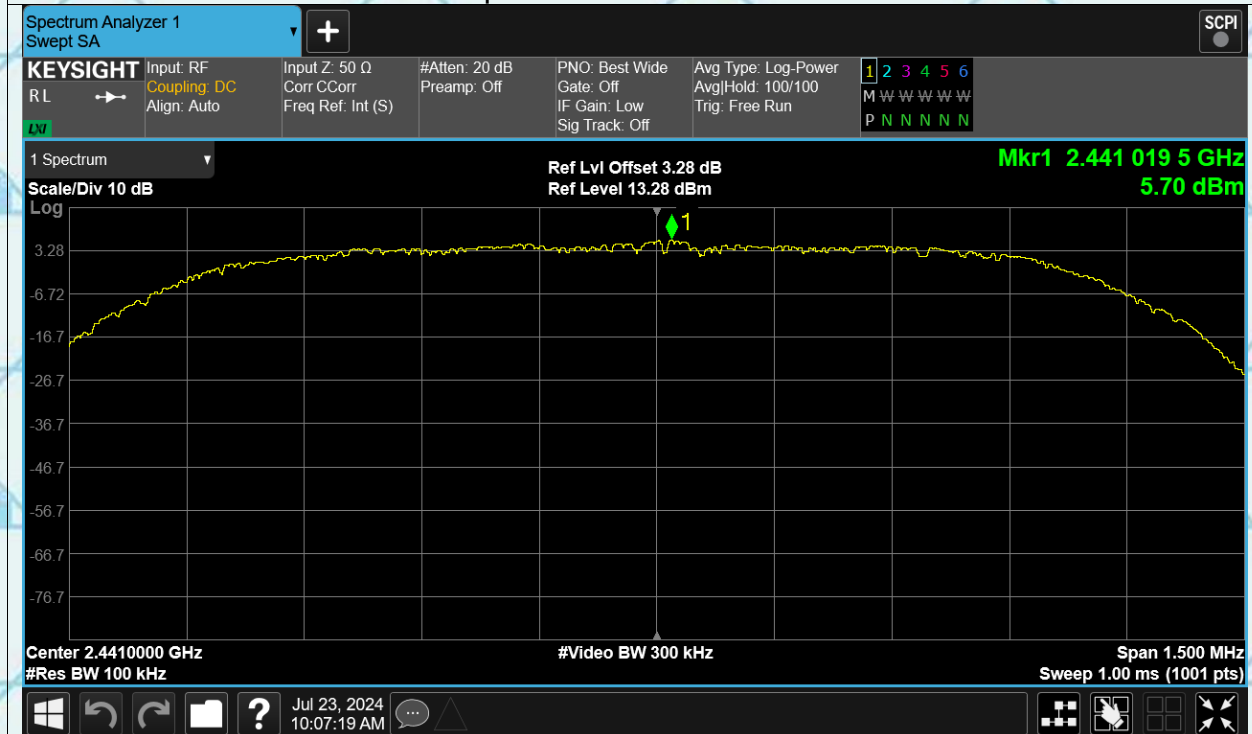 Spectrum Analyzer 1
Swept SA
+
SCPI
KEYSIGHT
RL
LXI
Input: RF
Coupling: DC
Align: Auto
Input Z: 50 Ω
Corr CCorr
Freq Ref: Int (S)
#Atten: 20 dB
Preamp: Off
PNO: Best Wide
Gate: Off
IF Gain: Low
Sig Track: Off
Avg Type: Log-Power
Avg|Hold: 100/100
Trig: Free Run
1 2 3 4 5 6
M W W W W W
P N N N N N
1 Spectrum
Scale/Div 10 dB
Ref Lvl Offset 3.28 dB
Ref Level 13.28 dBm
Mkr1 2.441 019 5 GHz
5.70 dBm
Log
1
3.28
-6.72
-16.7
-26.7
-36.7
-46.7
-56.7
-66.7
-76.7
Center 2.4410000 GHz
#Video BW 300 kHz
Span 1.500 MHz
#Res BW 100 kHz
Sweep 1.00 ms (1001 pts)
?
Jul 23, 2024
10:07:19 AM